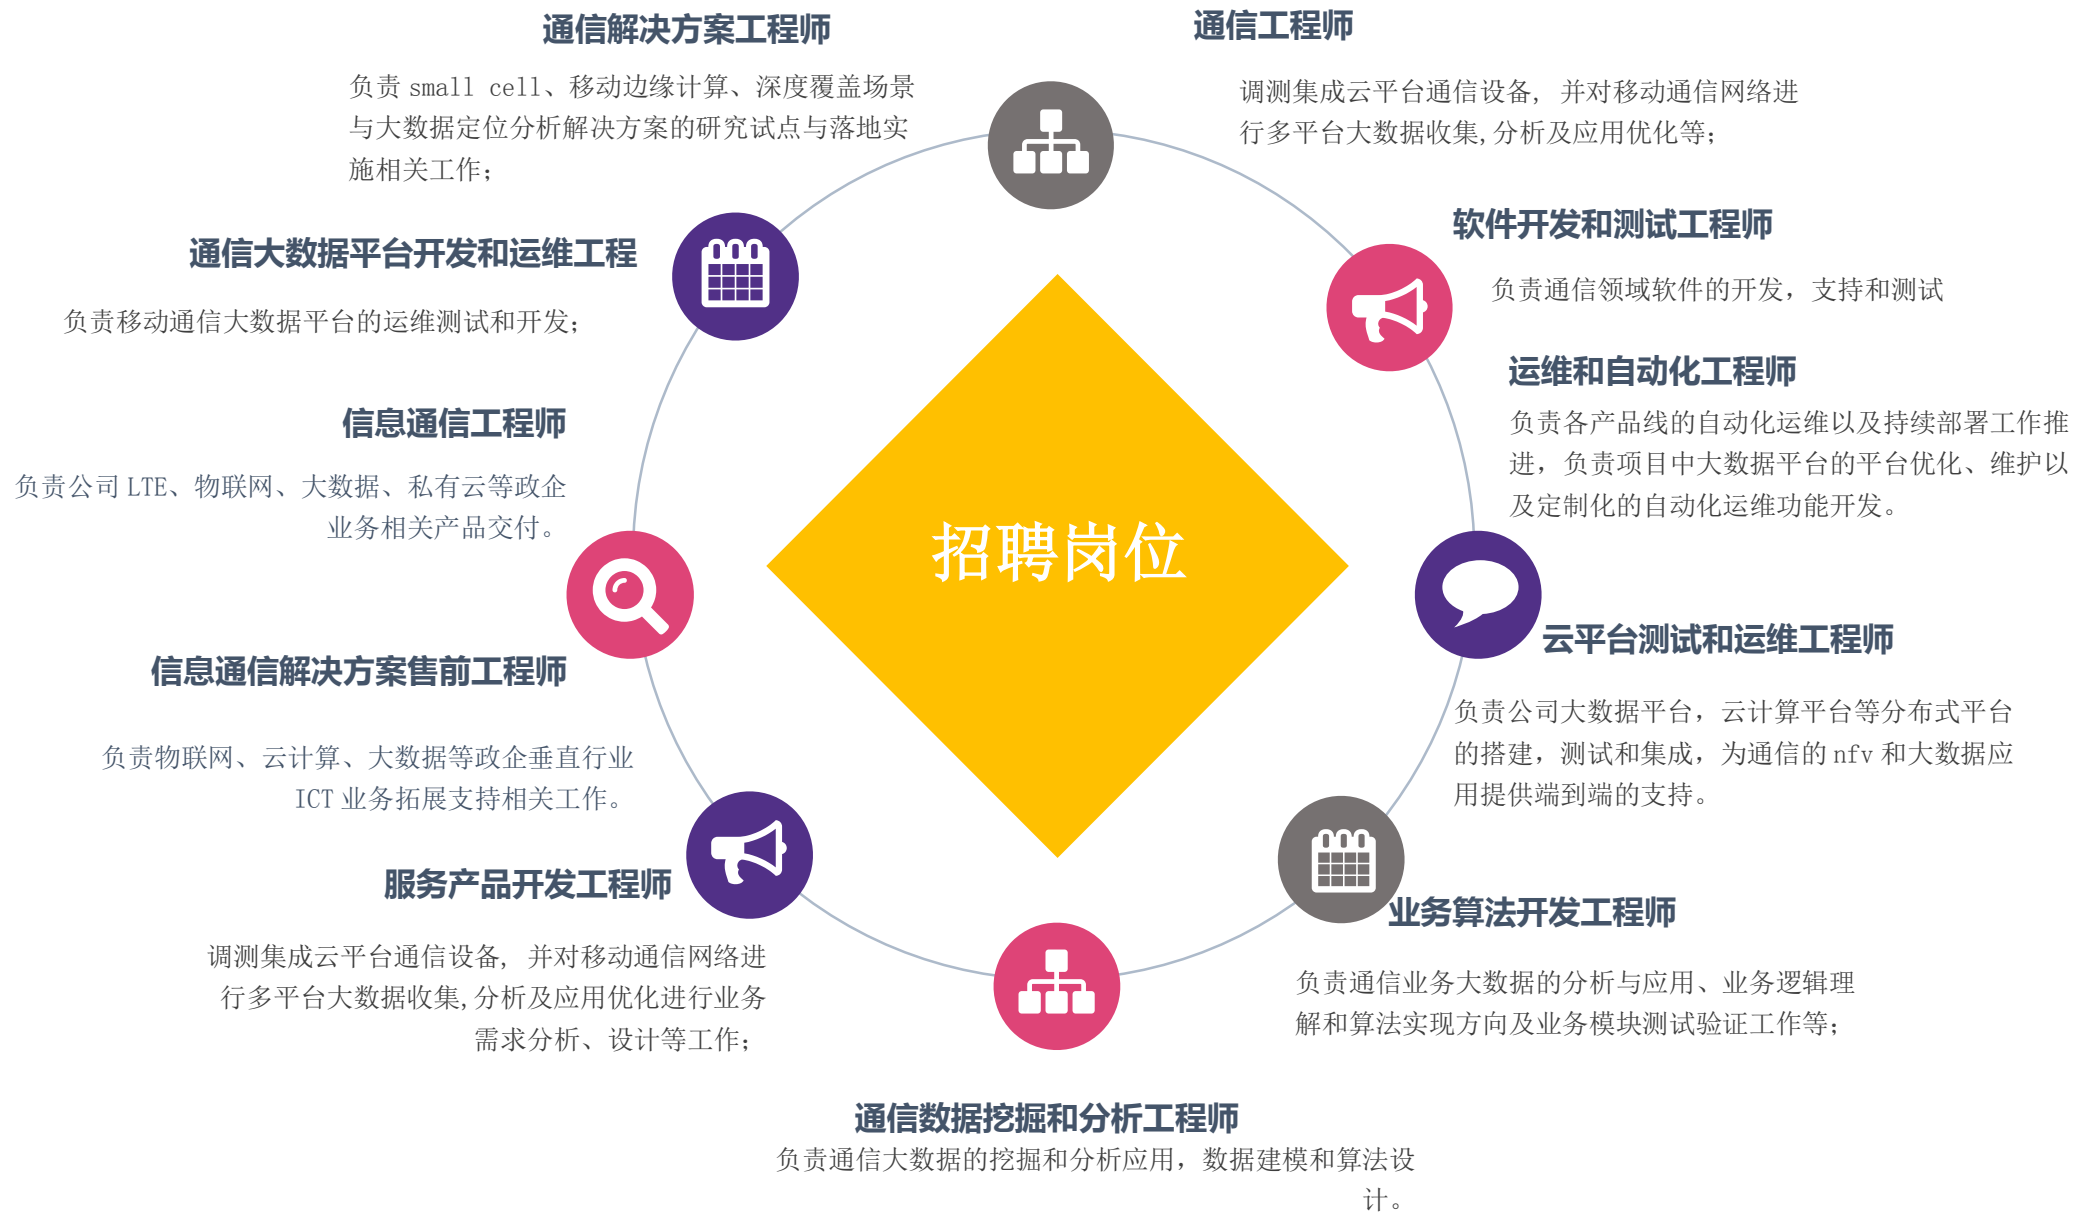 通信解决方案工程师
负责 small cell、移动边缘计算、深度覆盖场景
与大数据定位分析解决方案的研究试点与落地实
施相关工作；
通信工程师
调测集成云平台通信设备, 并对移动通信网络进
行多平台大数据收集,分析及应用优化等；
软件开发和测试工程师
负责通信领域软件的开发，支持和测试
运维和自动化工程师
负责各产品线的自动化运维以及持续部署工作推
进，负责项目中大数据平台的平台优化、维护以
及定制化的自动化运维功能开发。
云平台测试和运维工程师
负责公司大数据平台，云计算平台等分布式平台
的搭建，测试和集成，为通信的 nfv 和大数据应
用提供端到端的支持。
业务算法开发工程师
负责通信业务大数据的分析与应用、业务逻辑理
解和算法实现方向及业务模块测试验证工作等；
通信数据挖掘和分析工程师
负责通信大数据的挖掘和分析应用，数据建模和算法设
计。
服务产品开发工程师
调测集成云平台通信设备, 并对移动通信网络进
行多平台大数据收集,分析及应用优化进行业务
需求分析、设计等工作；
信息通信解决方案售前工程师
负责物联网、云计算、大数据等政企垂直行业
ICT 业务拓展支持相关工作。
信息通信工程师
负责公司 LTE、物联网、大数据、私有云等政企
业务相关产品交付。
通信大数据平台开发和运维工程
负责移动通信大数据平台的运维测试和开发；
招聘岗位